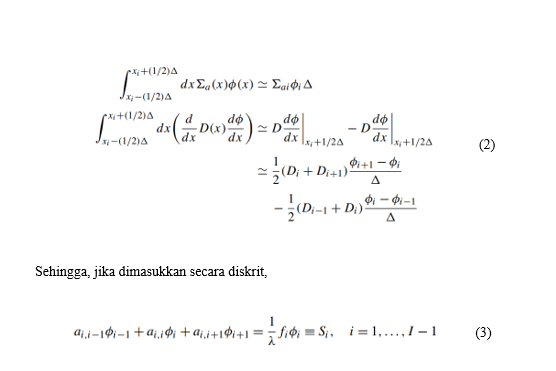 ∫_{x_i−(1/2)Δ}^{x_i+(1/2)Δ} dxΣ_a(x)ϕ(x) ≃ Σ_{ai}ϕ_iΔ
∫_{x_i−(1/2)Δ}^{x_i+(1/2)Δ} dx(d/dx D(x) dϕ/dx) ≃ D dϕ/dx|_{x_i+1/2Δ} − D dϕ/dx|_{x_i+1/2Δ}
(2)
≃ 1/2 (D_i + D_{i+1}) (ϕ_{i+1} − ϕ_i)/Δ
− 1/2 (D_{i−1} + D_i) (ϕ_i − ϕ_{i−1})/Δ
Sehingga, jika dimasukkan secara diskrit,
a_{i,i−1}ϕ_{i−1} + a_{i,i}ϕ_i + a_{i,i+1}ϕ_{i+1} = 1/λ f_iϕ_i ≡ S_i, i = 1, . . . , I − 1 (3)